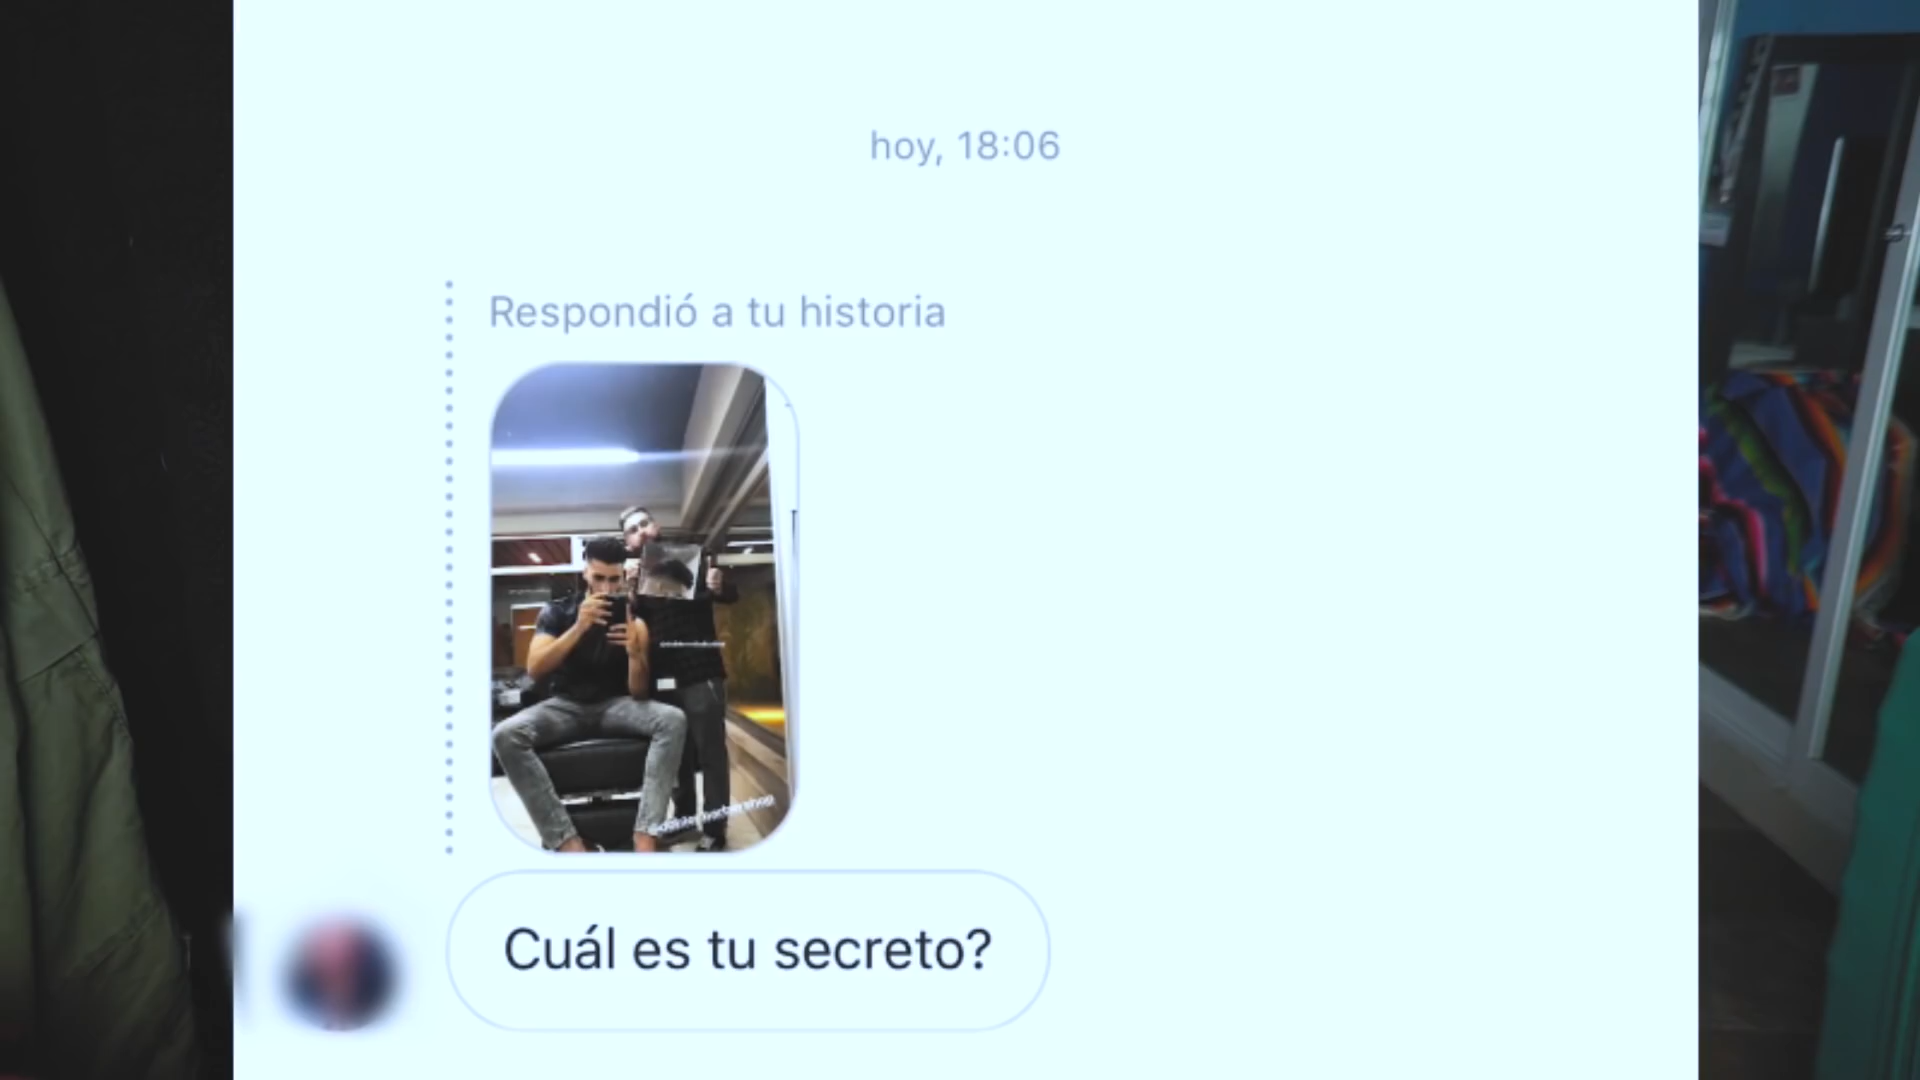 hoy, 18:06
Respondió a tu historia
Cuál es tu secreto?